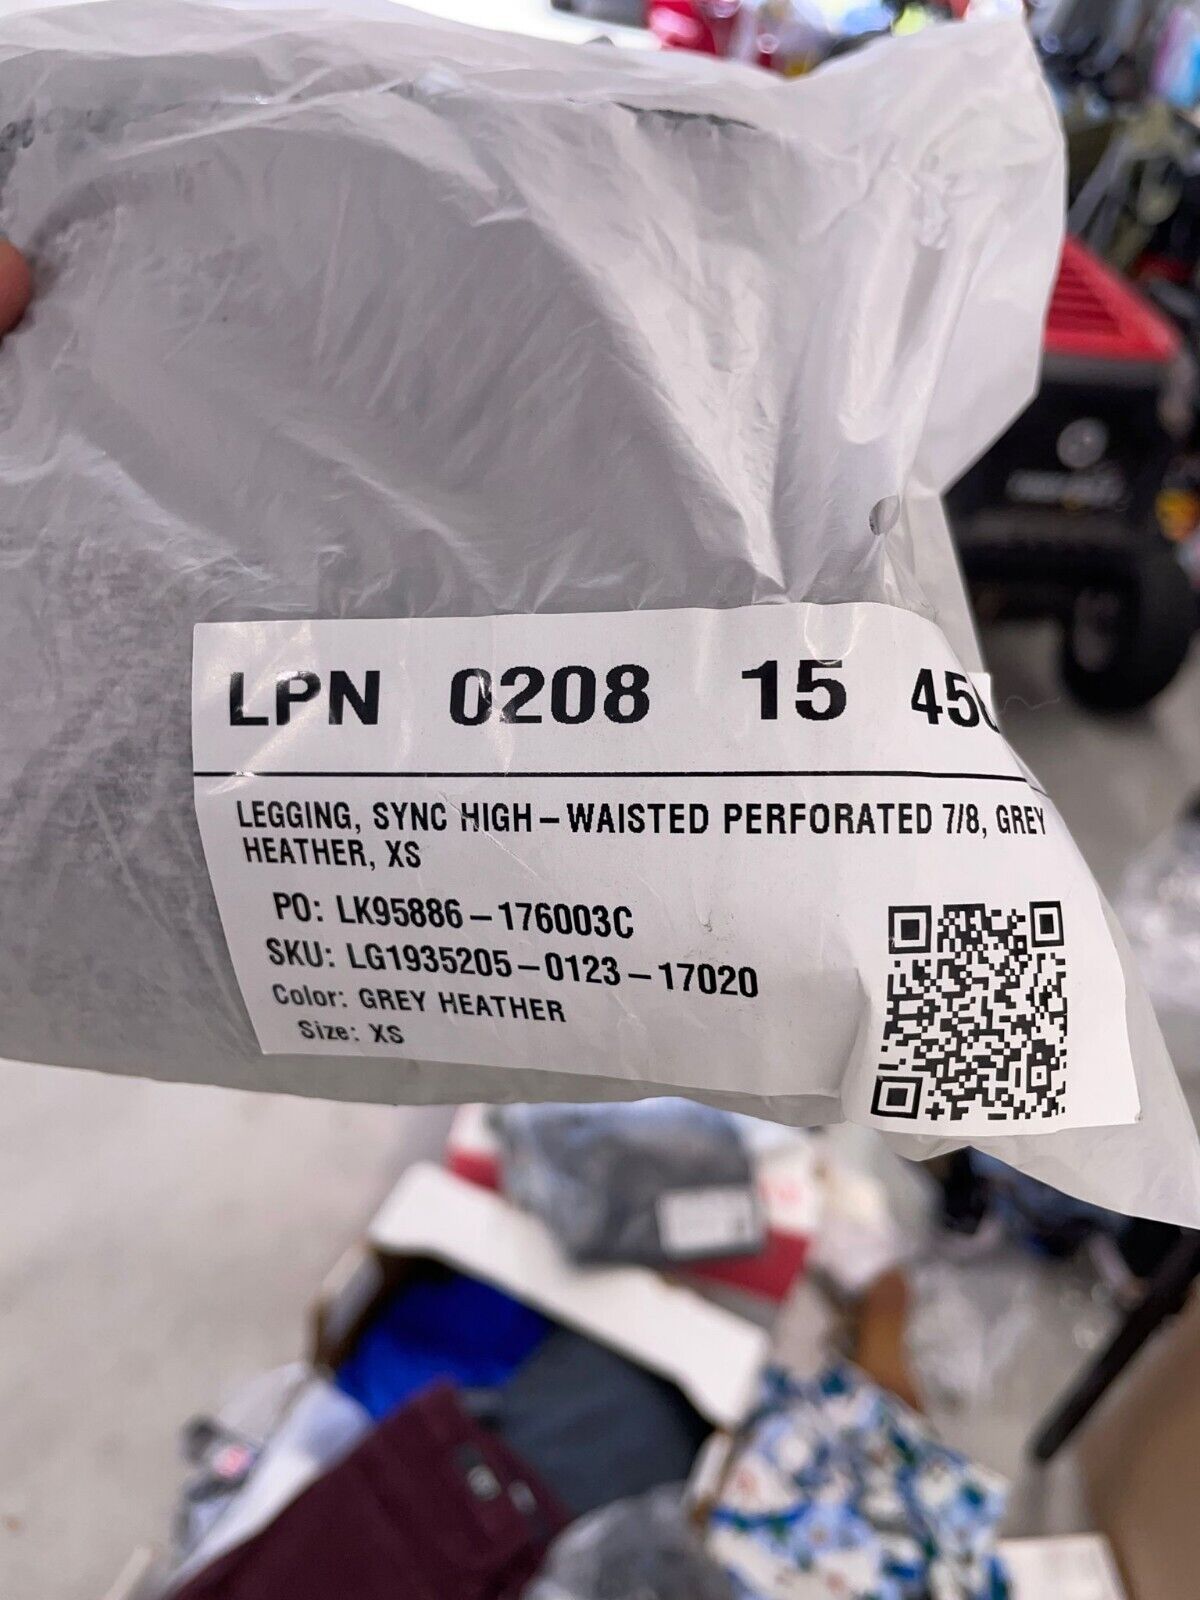 LPN 0208 15
LEGGING, SYNC HIGH-WAISTED PERFORATED 7/8, GREY
HEATHER, XS
PO: LK95886-176003C
SKU: LG1935205-0123-17020
Color: GREY HEATHER
Size: XS